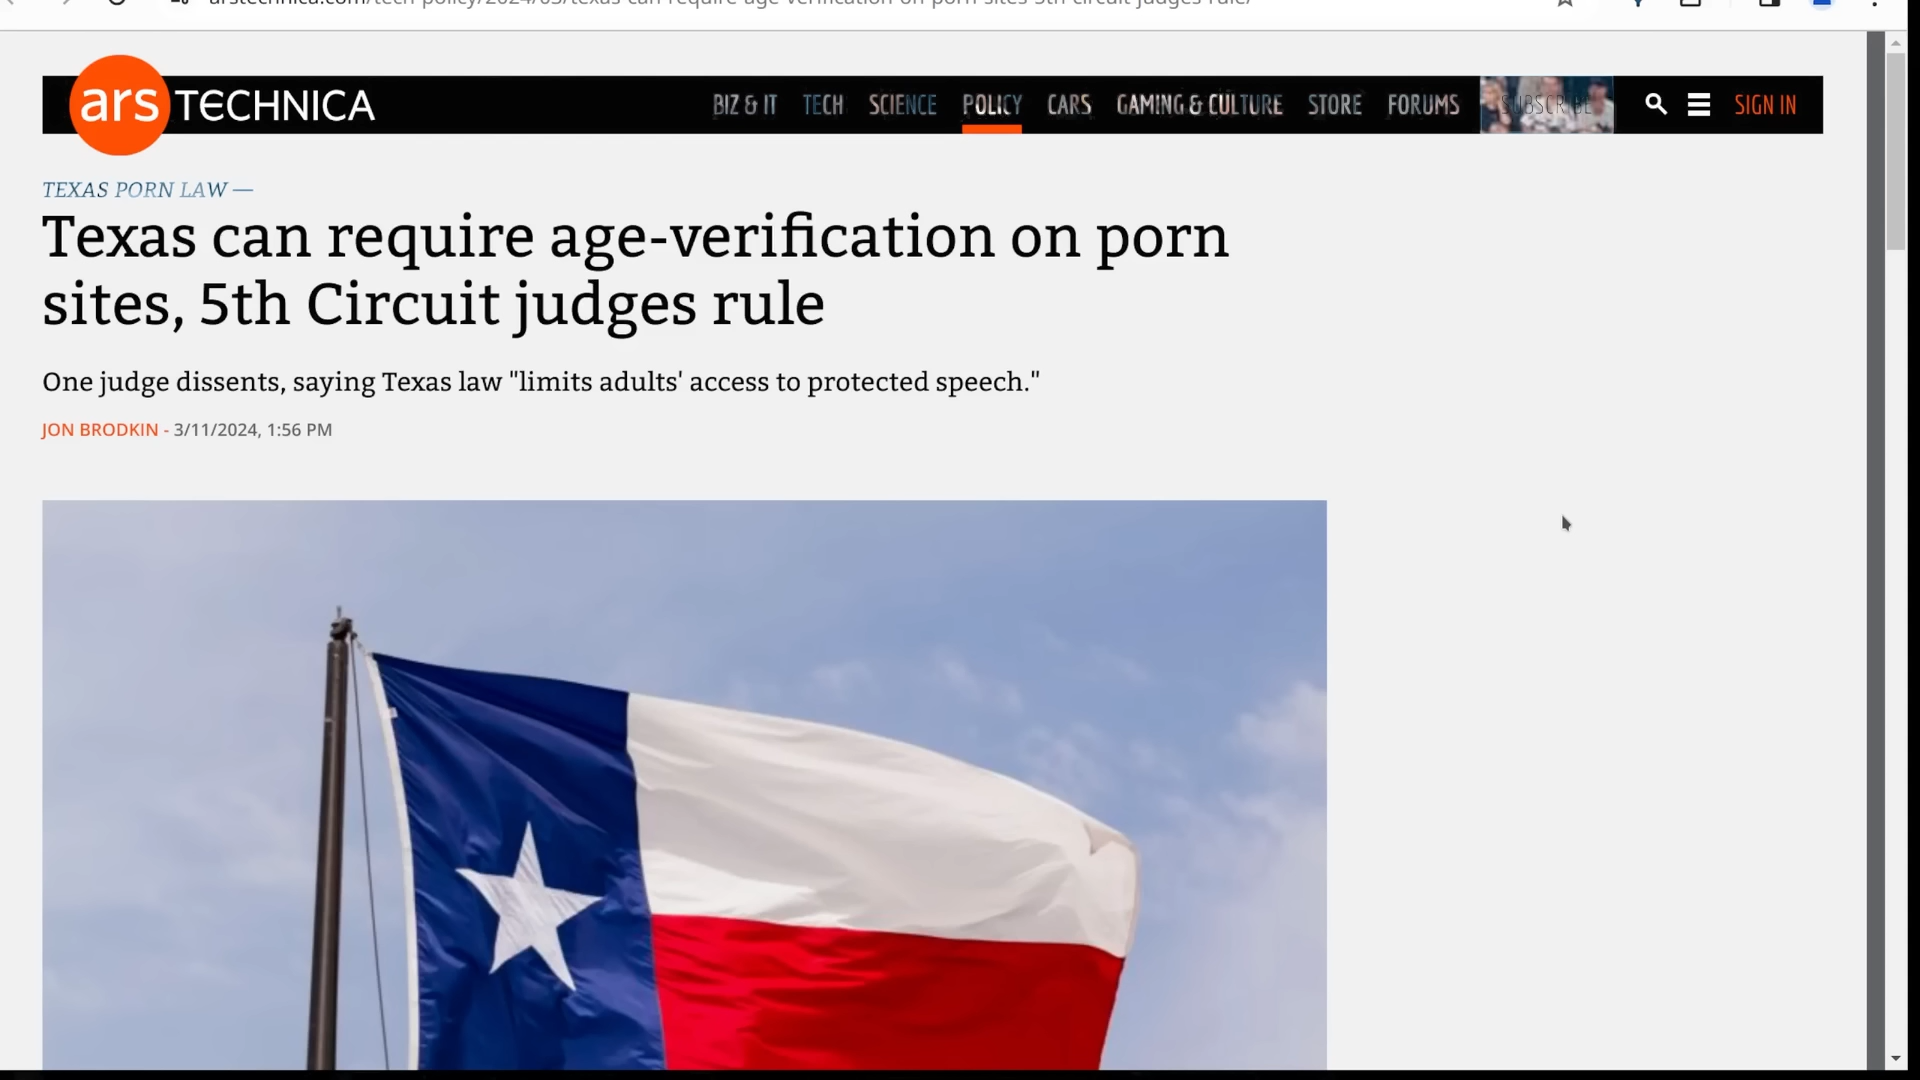 arstechnica.com/tech-policy/2024/03/texas-can-require-age-verification-on-porn-sites-5th-circuit-judges-rule/
ars TECHNICA BIZ & IT TECH SCIENCE POLICY CARS GAMING & CULTURE STORE FORUMS SUBSCRIBE SIGN IN
TEXAS PORN LAW —
Texas can require age-verification on porn
sites, 5th Circuit judges rule
One judge dissents, saying Texas law "limits adults' access to protected speech."
JON BRODKIN - 3/11/2024, 1:56 PM